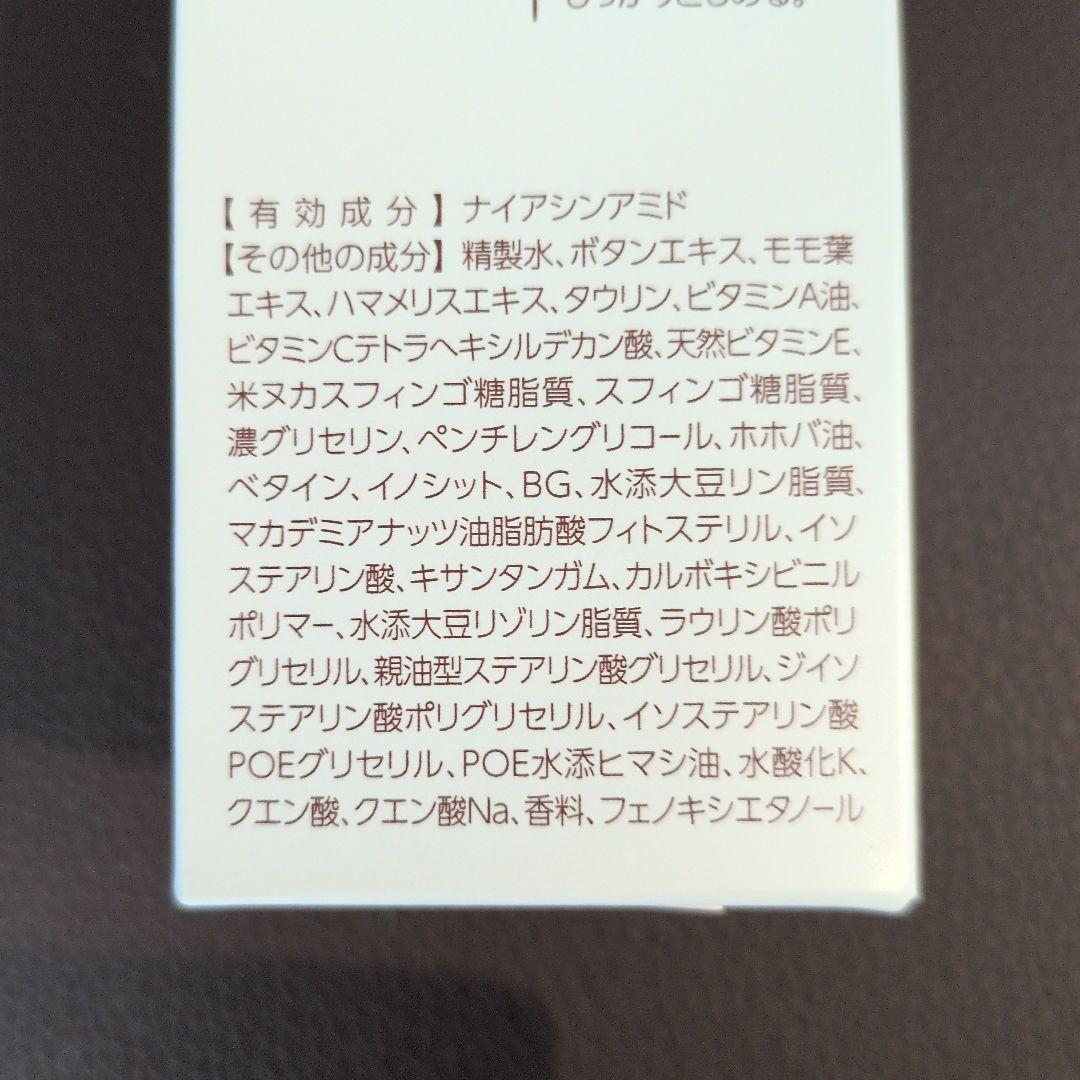 しっかりとじめる。
【有効成分】ナイアシンアミド
【その他の成分】精製水、ボタンエキス、モモ葉
エキス、ハマメリスエキス、タウリン、ビタミンA油、
ビタミンCテトラヘキシルデカン酸、天然ビタミンE、
米ヌカスフィンゴ糖脂質、スフィンゴ糖脂質、
濃グリセリン、ペンチレングリコール、ホホバ油、
ベタイン、イノシット、BG、水添大豆リン脂質、
マカデミアナッツ油脂肪酸フィトステリル、イソ
ステアリン酸、キサンタンガム、カルボキシビニル
ポリマー、水添大豆リゾリン脂質、ラウリン酸ポリ
グリセリル、親油型ステアリン酸グリセリル、ジイソ
ステアリン酸ポリグリセリル、イソステアリン酸
POEグリセリル、POE水添ヒマシ油、水酸化K、
クエン酸、クエン酸Na、香料、フェノキシエタノール